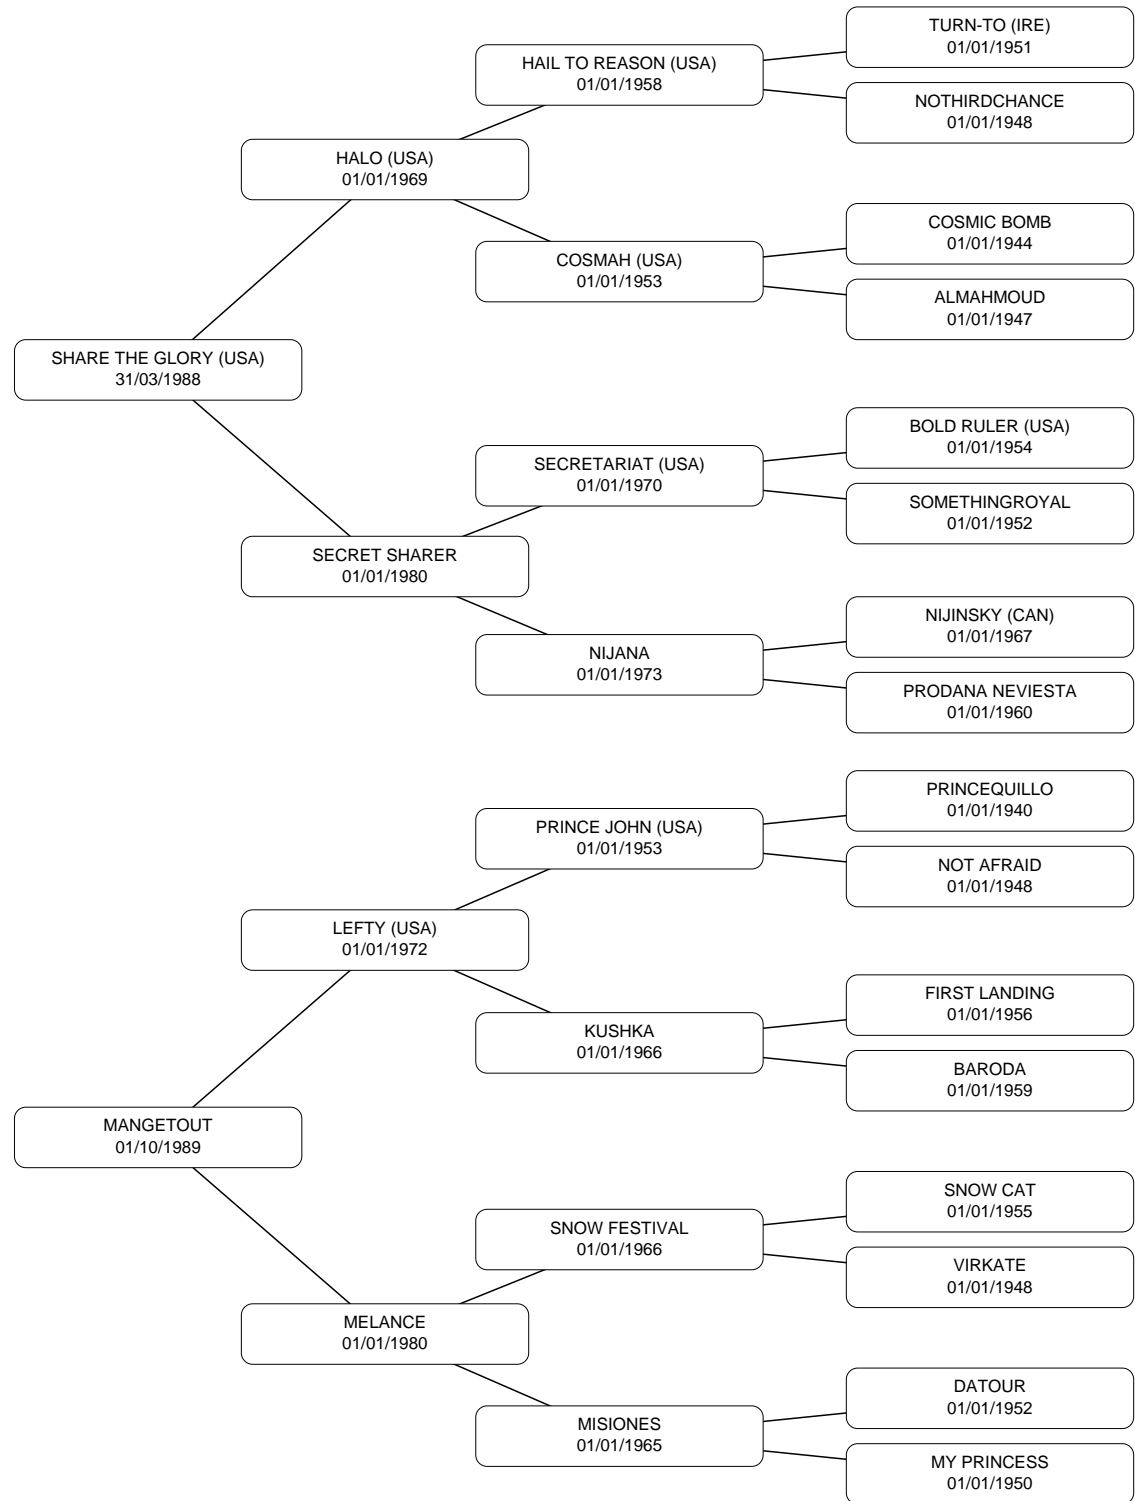 TURN-TO (IRE)
01/01/1951
HAIL TO REASON (USA)
01/01/1958
NOTHIRDCHANCE
01/01/1948
HALO (USA)
01/01/1969
COSMIC BOMB
01/01/1944
COSMAH (USA)
01/01/1953
ALMAHMOUD
01/01/1947
SHARE THE GLORY (USA)
31/03/1988
BOLD RULER (USA)
01/01/1954
SECRETARIAT (USA)
01/01/1970
SOMETHINGROYAL
01/01/1952
SECRET SHARER
01/01/1980
NIJINSKY (CAN)
01/01/1967
NIJANA
01/01/1973
PRODANA NEVIESTA
01/01/1960
PRINCEQUILLO
01/01/1940
PRINCE JOHN (USA)
01/01/1953
NOT AFRAID
01/01/1948
LEFTY (USA)
01/01/1972
FIRST LANDING
01/01/1956
KUSHKA
01/01/1966
BARODA
01/01/1959
MANGETOUT
01/10/1989
SNOW CAT
01/01/1955
SNOW FESTIVAL
01/01/1966
VIRKATE
01/01/1948
MELANCE
01/01/1980
DATOUR
01/01/1952
MISIONES
01/01/1965
MY PRINCESS
01/01/1950